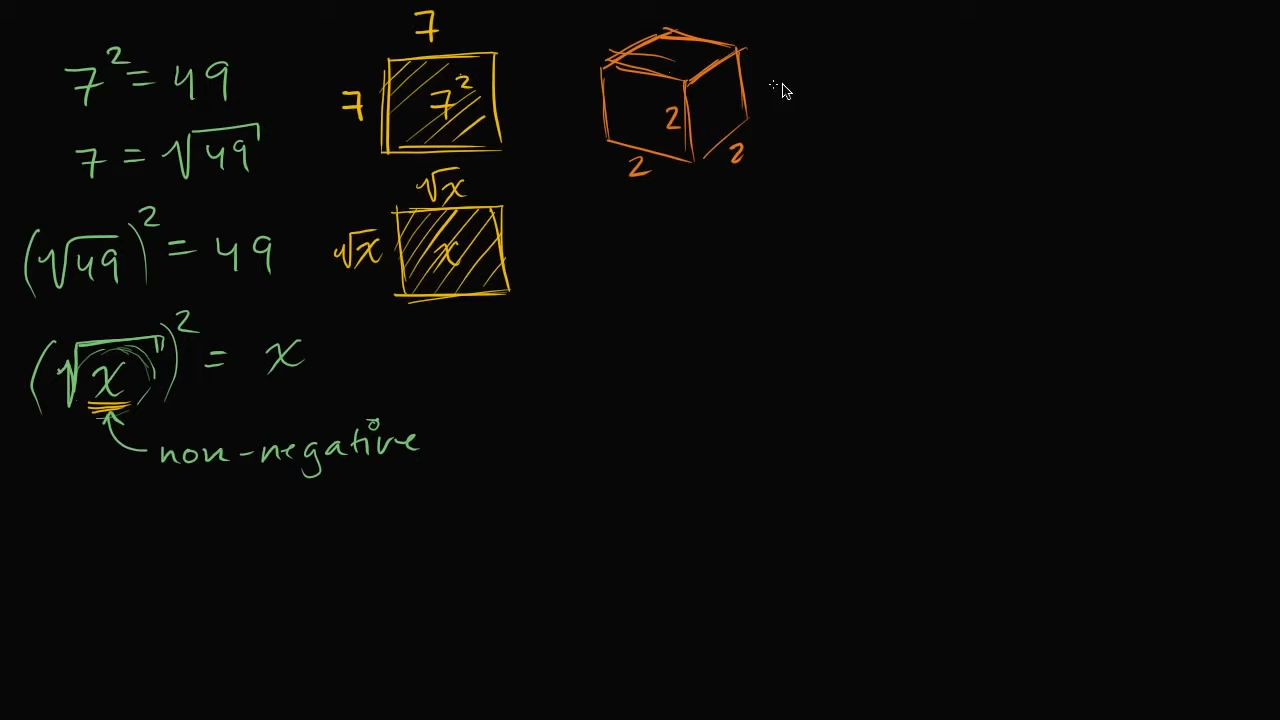 7² = 49
7 = √49
(√49)² = 49
(√x)² = x
non-negative
7
7
7²
√x
√x
x
2
2
2